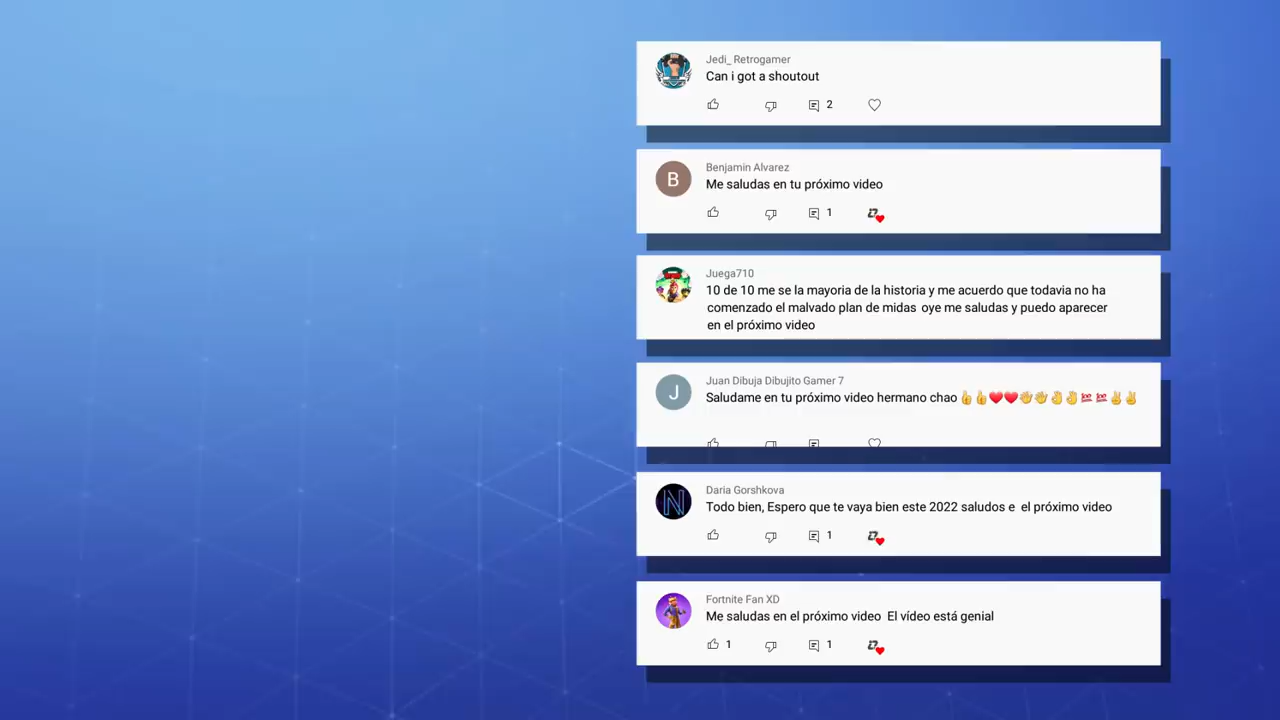 Jedi_ Retrogamer
Can i got a shoutout
2
Benjamin Alvarez
B
Me saludas en tu próximo video
1
Juega710
10 de 10 me se la mayoria de la historia y me acuerdo que todavia no ha
comenzado el malvado plan de midas oye me saludas y puedo aparecer
en el próximo video
Juan Dibuja Dibujito Gamer 7
J
Saludame en tu próximo video hermano chao 👍👍❤️❤️👏👏👌👌💯💯✌️✌️
Daria Gorshkova
N
Todo bien, Espero que te vaya bien este 2022 saludos e el próximo video
1
Fortnite Fan XD
Me saludas en el próximo video El vídeo está genial
1 1